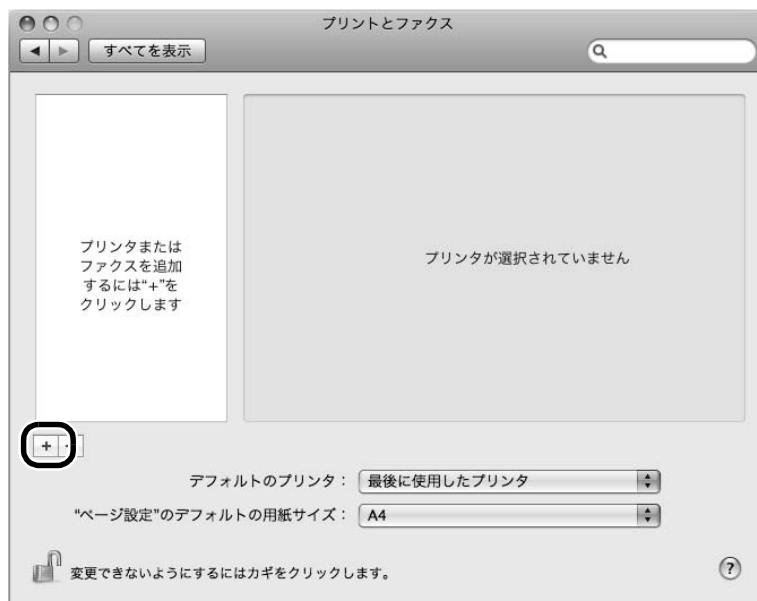 プリントとファクス
すべてを表示
プリンタまたは
ファクスを追加
するには“+”を
クリックします
プリンタが選択されていません
+ -
デフォルトのプリンタ： 最後に使用したプリンタ
“ページ設定”のデフォルトの用紙サイズ： A4
変更できないようにするにはカギをクリックします。
?